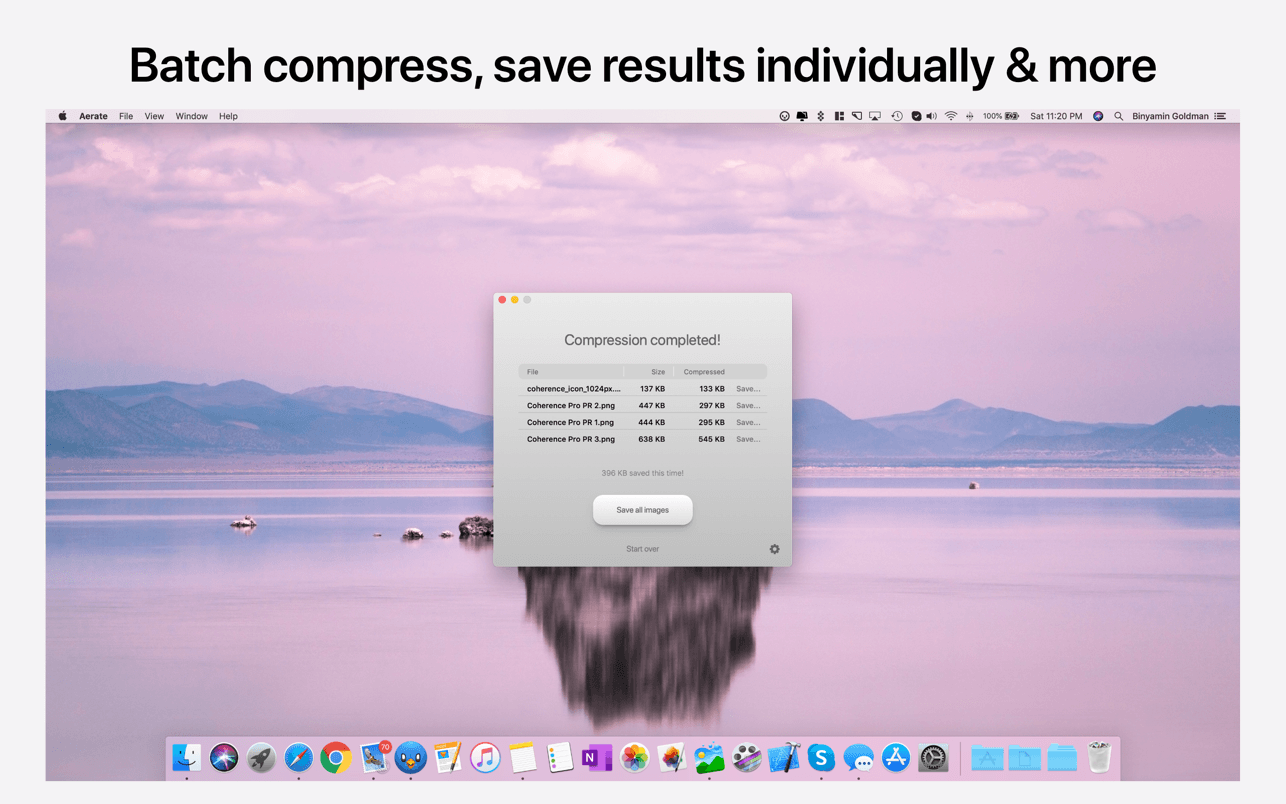 Batch compress, save results individually & more
Aerate File View Window Help 100% Sat 11:20 PM Binyamin Goldman
Compression completed!
File Size Compressed
coherence_icon_1024px.... 137 KB 133 KB Save...
Coherence Pro PR 2.png 447 KB 297 KB Save...
Coherence Pro PR 1.png 444 KB 295 KB Save...
Coherence Pro PR 3.png 638 KB 545 KB Save...
396 KB saved this time!
Save all images
Start over
70
N
S